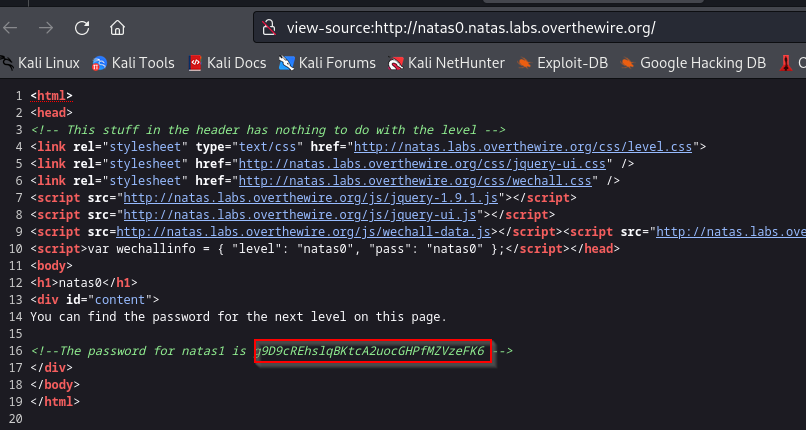 view-source:http://natas0.natas.labs.overthewire.org/
Kali Linux Kali Tools Kali Docs Kali Forums Kali NetHunter Exploit-DB Google Hacking DB
1 <html>
2 <head>
3 <!-- This stuff in the header has nothing to do with the level -->
4 <link rel="stylesheet" type="text/css" href="http://natas.labs.overthewire.org/css/level.css">
5 <link rel="stylesheet" href="http://natas.labs.overthewire.org/css/jquery-ui.css" />
6 <link rel="stylesheet" href="http://natas.labs.overthewire.org/css/wechall.css" />
7 <script src="http://natas.labs.overthewire.org/js/jquery-1.9.1.js"></script>
8 <script src="http://natas.labs.overthewire.org/js/jquery-ui.js"></script>
9 <script src=http://natas.labs.overthewire.org/js/wechall-data.js></script><script src="http://natas.labs.ove
10 <script>var wechallinfo = { "level": "natas0", "pass": "natas0" };</script></head>
11 <body>
12 <h1>natas0</h1>
13 <div id="content">
14 You can find the password for the next level on this page.
15
16 <!--The password for natas1 is g9D9cREhslqBKtcA2uocGHPfMZVzeFK6 -->
17 </div>
18 </body>
19 </html>
20